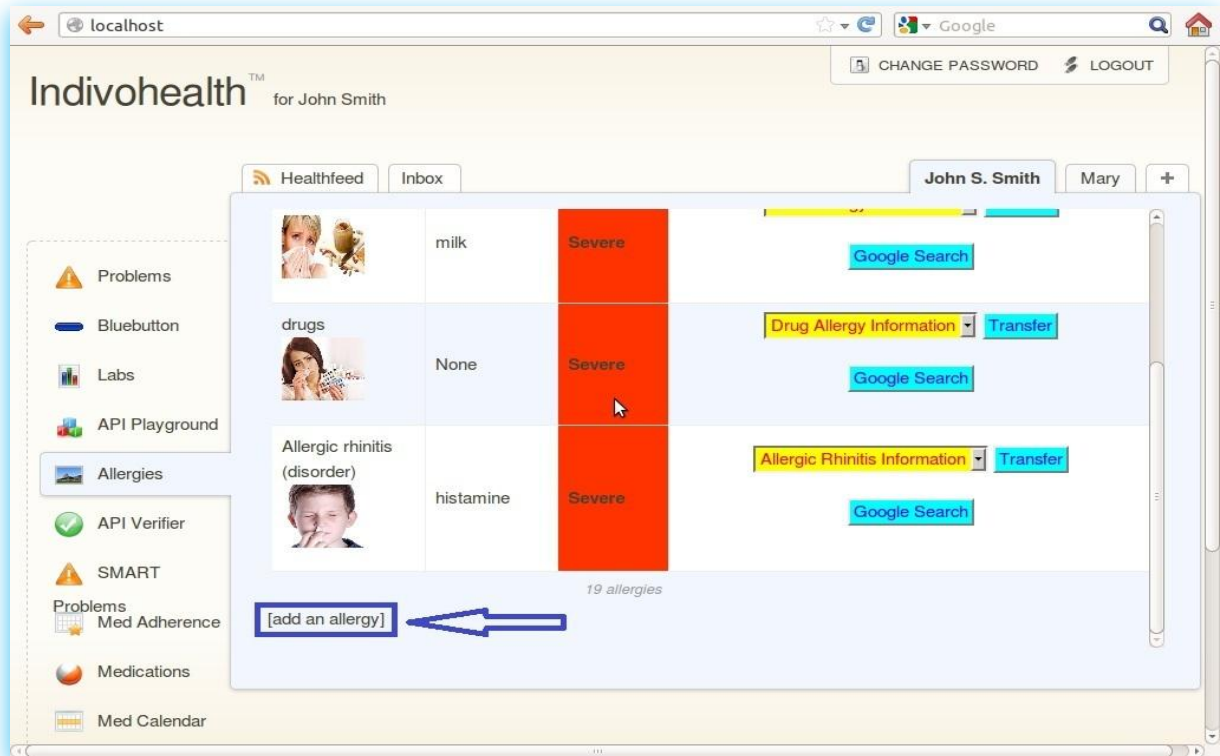 localhost
Google
CHANGE PASSWORD
LOGOUT
Indivohealth™ for John Smith
Healthfeed
Inbox
John S. Smith
Mary
+
Problems
Bluebutton
Labs
API Playground
Allergies
API Verifier
SMART
Problems
Med Adherence
Medications
Med Calendar
milk
Severe
Google Search
drugs
None
Severe
Drug Allergy Information
Transfer
Google Search
Allergic rhinitis
(disorder)
histamine
Severe
Allergic Rhinitis Information
Transfer
Google Search
19 allergies
[add an allergy]